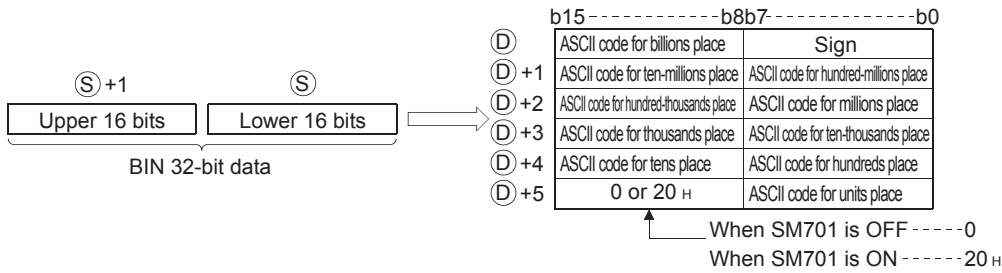 b15 b8b7 b0
Ⓓ ASCII code for billions place Sign
Ⓓ +1 ASCII code for ten-millions place ASCII code for hundred-millions place
Ⓢ +1 Ⓢ
Ⓓ +2 ASCII code for hundred-thousands place ASCII code for millions place
Upper 16 bits Lower 16 bits
Ⓓ +3 ASCII code for thousands place ASCII code for ten-thousands place
BIN 32-bit data
Ⓓ +4 ASCII code for tens place ASCII code for hundreds place
Ⓓ +5 0 or 20 H ASCII code for units place
When SM701 is OFF-----0
When SM701 is ON------20 H